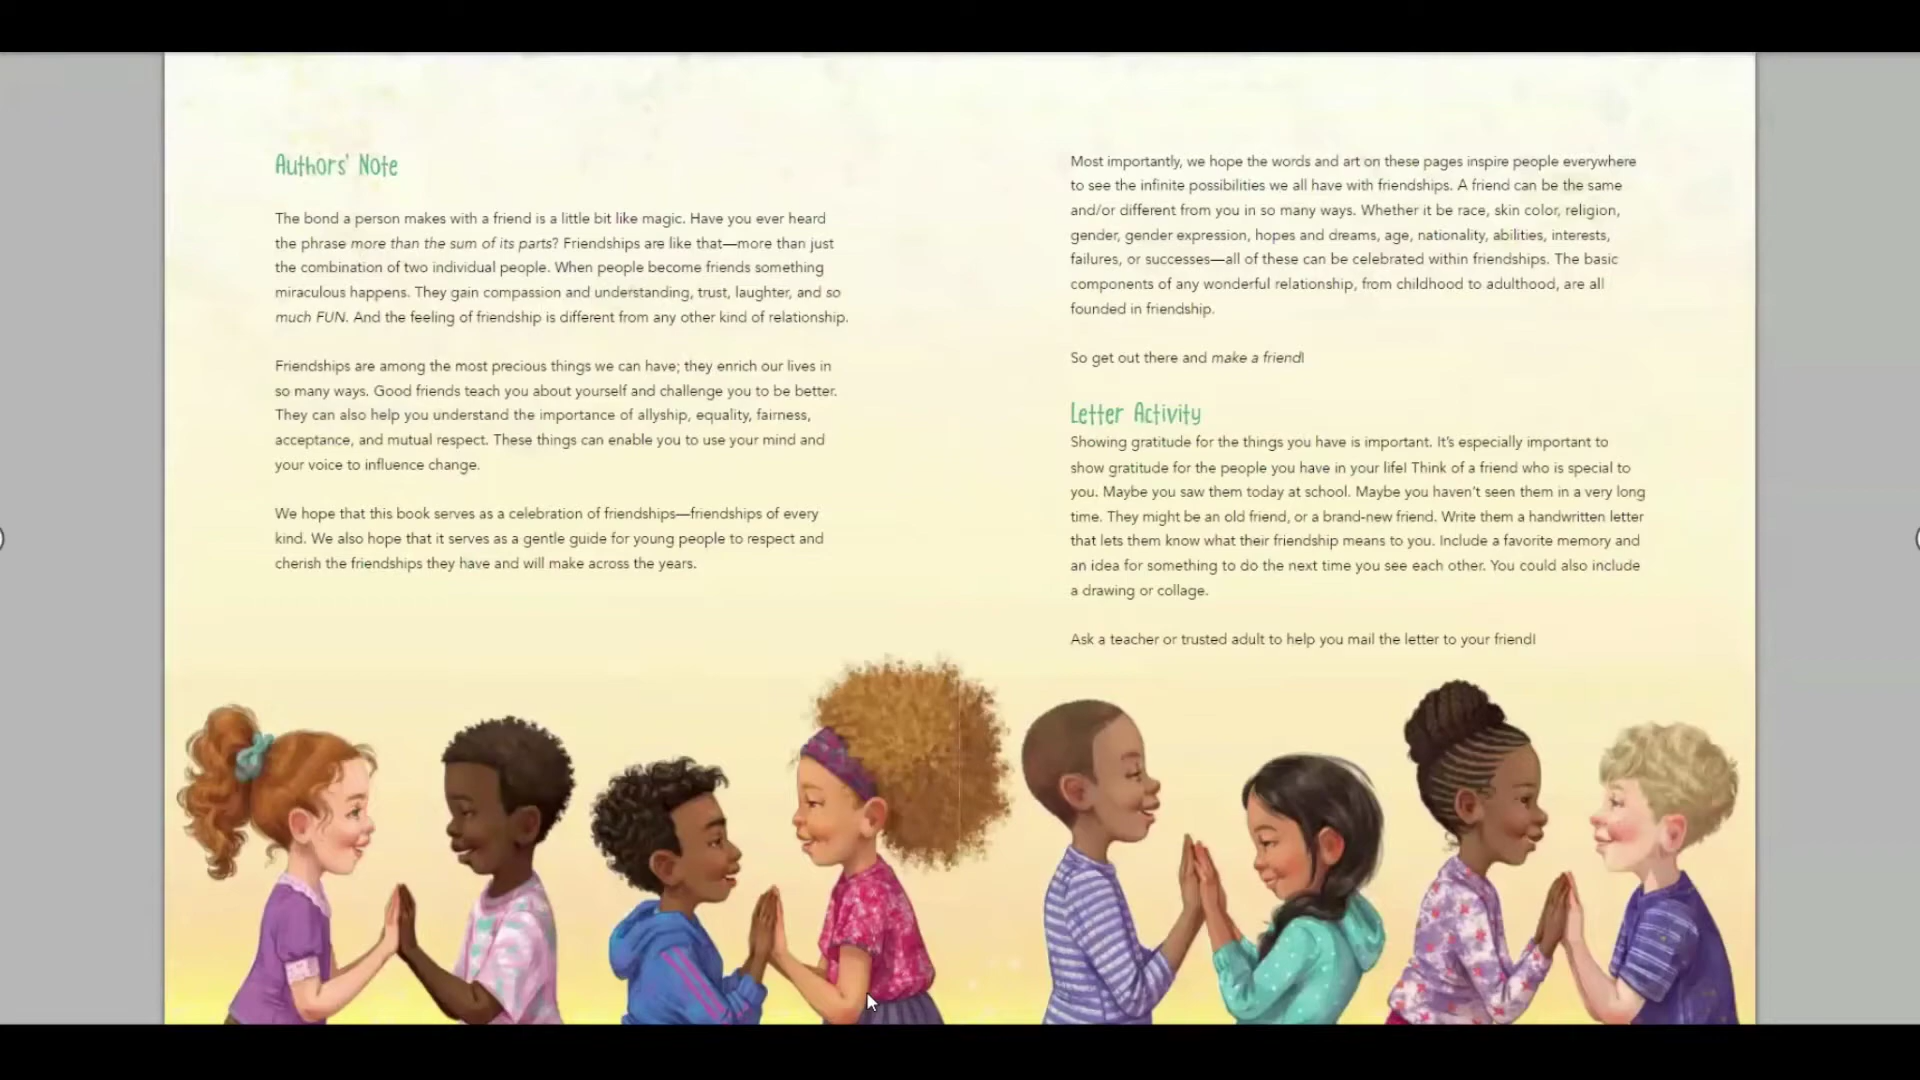 Authors' Note
The bond a person makes with a friend is a little bit like magic. Have you ever heard
the phrase more than the sum of its parts? Friendships are like that—more than just
the combination of two individual people. When people become friends something
miraculous happens. They gain compassion and understanding, trust, laughter, and so
much FUN. And the feeling of friendship is different from any other kind of relationship.
Friendships are among the most precious things we can have; they enrich our lives in
so many ways. Good friends teach you about yourself and challenge you to be better.
They can also help you understand the importance of allyship, equality, fairness,
acceptance, and mutual respect. These things can enable you to use your mind and
your voice to influence change.
We hope that this book serves as a celebration of friendships—friendships of every
kind. We also hope that it serves as a gentle guide for young people to respect and
cherish the friendships they have and will make across the years.
Most importantly, we hope the words and art on these pages inspire people everywhere
to see the infinite possibilities we all have with friendships. A friend can be the same
and/or different from you in so many ways. Whether it be race, skin color, religion,
gender, gender expression, hopes and dreams, age, nationality, abilities, interests,
failures, or successes—all of these can be celebrated within friendships. The basic
components of any wonderful relationship, from childhood to adulthood, are all
founded in friendship.
So get out there and make a friend!
Letter Activity
Showing gratitude for the things you have is important. It's especially important to
show gratitude for the people you have in your life! Think of a friend who is special to
you. Maybe you saw them today at school. Maybe you haven't seen them in a very long
time. They might be an old friend, or a brand-new friend. Write them a handwritten letter
that lets them know what their friendship means to you. Include a favorite memory and
an idea for something to do the next time you see each other. You could also include
a drawing or collage.
Ask a teacher or trusted adult to help you mail the letter to your friend!